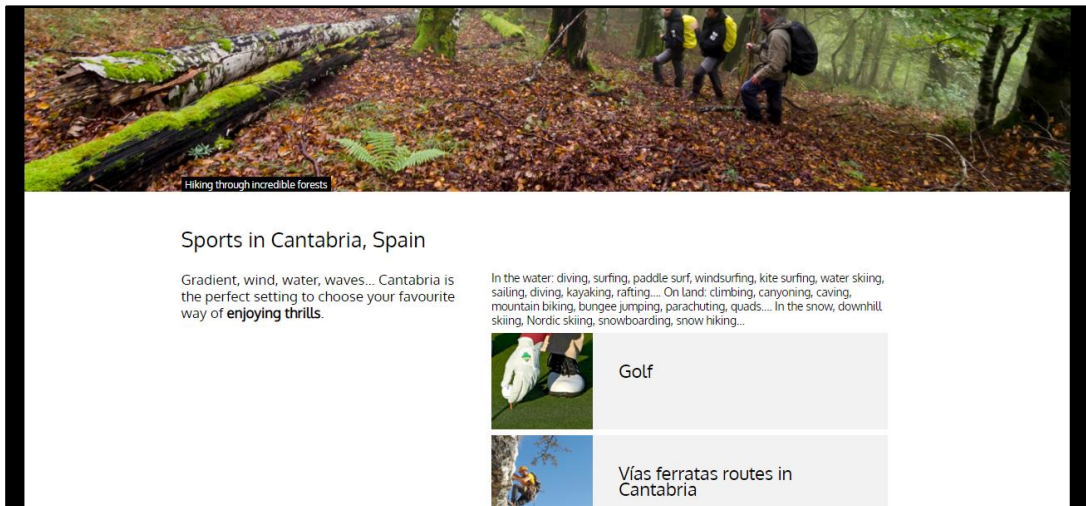 Hiking through incredible forests
Sports in Cantabria, Spain
Gradient, wind, water, waves... Cantabria is
the perfect setting to choose your favourite
way of enjoying thrills.
In the water: diving, surfing, paddle surf, windsurfing, kite surfing, water skiing,
sailing, diving, kayaking, rafting.... On land: climbing, canyoning, caving,
mountain biking, bungee jumping, parachuting, quads.... In the snow, downhill
skiing, Nordic skiing, snowboarding, snow hiking...
Golf
Vías ferratas routes in
Cantabria